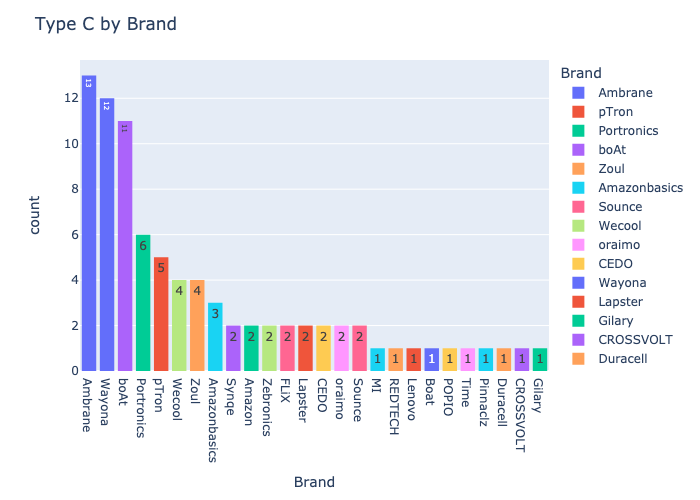 Type C by Brand
Brand
Ambrane
pTron
Portronics
boAt
Zoul
Amazonbasics
Sounce
Wecool
oraimo
CEDO
Wayona
Lapster
Gilary
CROSSVOLT
Duracell
count
12
10
8
6
4
2
0
13
12
11
6
5
4
4
3
2
2
2
2
2
2
2
2
1
1
1
1
1
1
1
1
1
1
Ambrane
Wayona
boAt
Portronics
pTron
Wecool
Zoul
Amazonbasics
Synqe
Amazon
Zebronics
FLiX
Lapster
CEDO
oraimo
Sounce
MI
REDTECH
Lenovo
Boat
POPIO
Time
Pinnaclz
Duracell
CROSSVOLT
Gilary
Brand